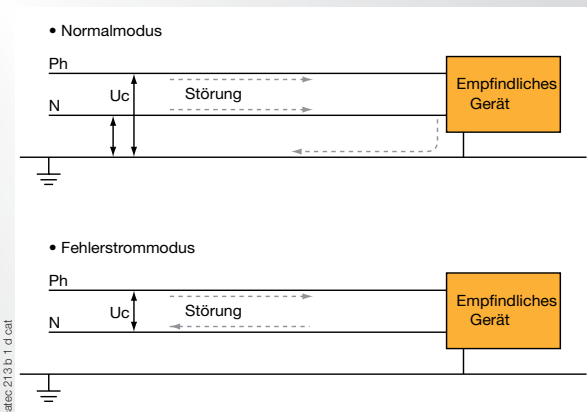 • Normalmodus
Ph
Uc
Störung
N
Empfindliches
Gerät
• Fehlerstrommodus
Ph
Uc
Störung
N
Empfindliches
Gerät
atec 213 b 1 d cat